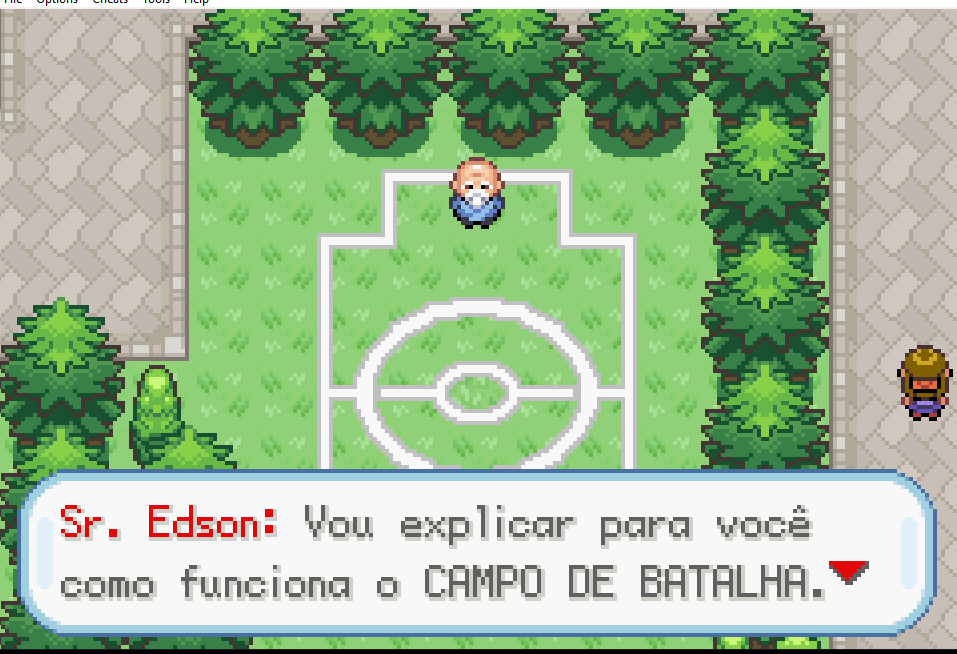 File Options Cheats Tools Help
Sr. Edson: Vou explicar para você
como funciona o CAMPO DE BATALHA.